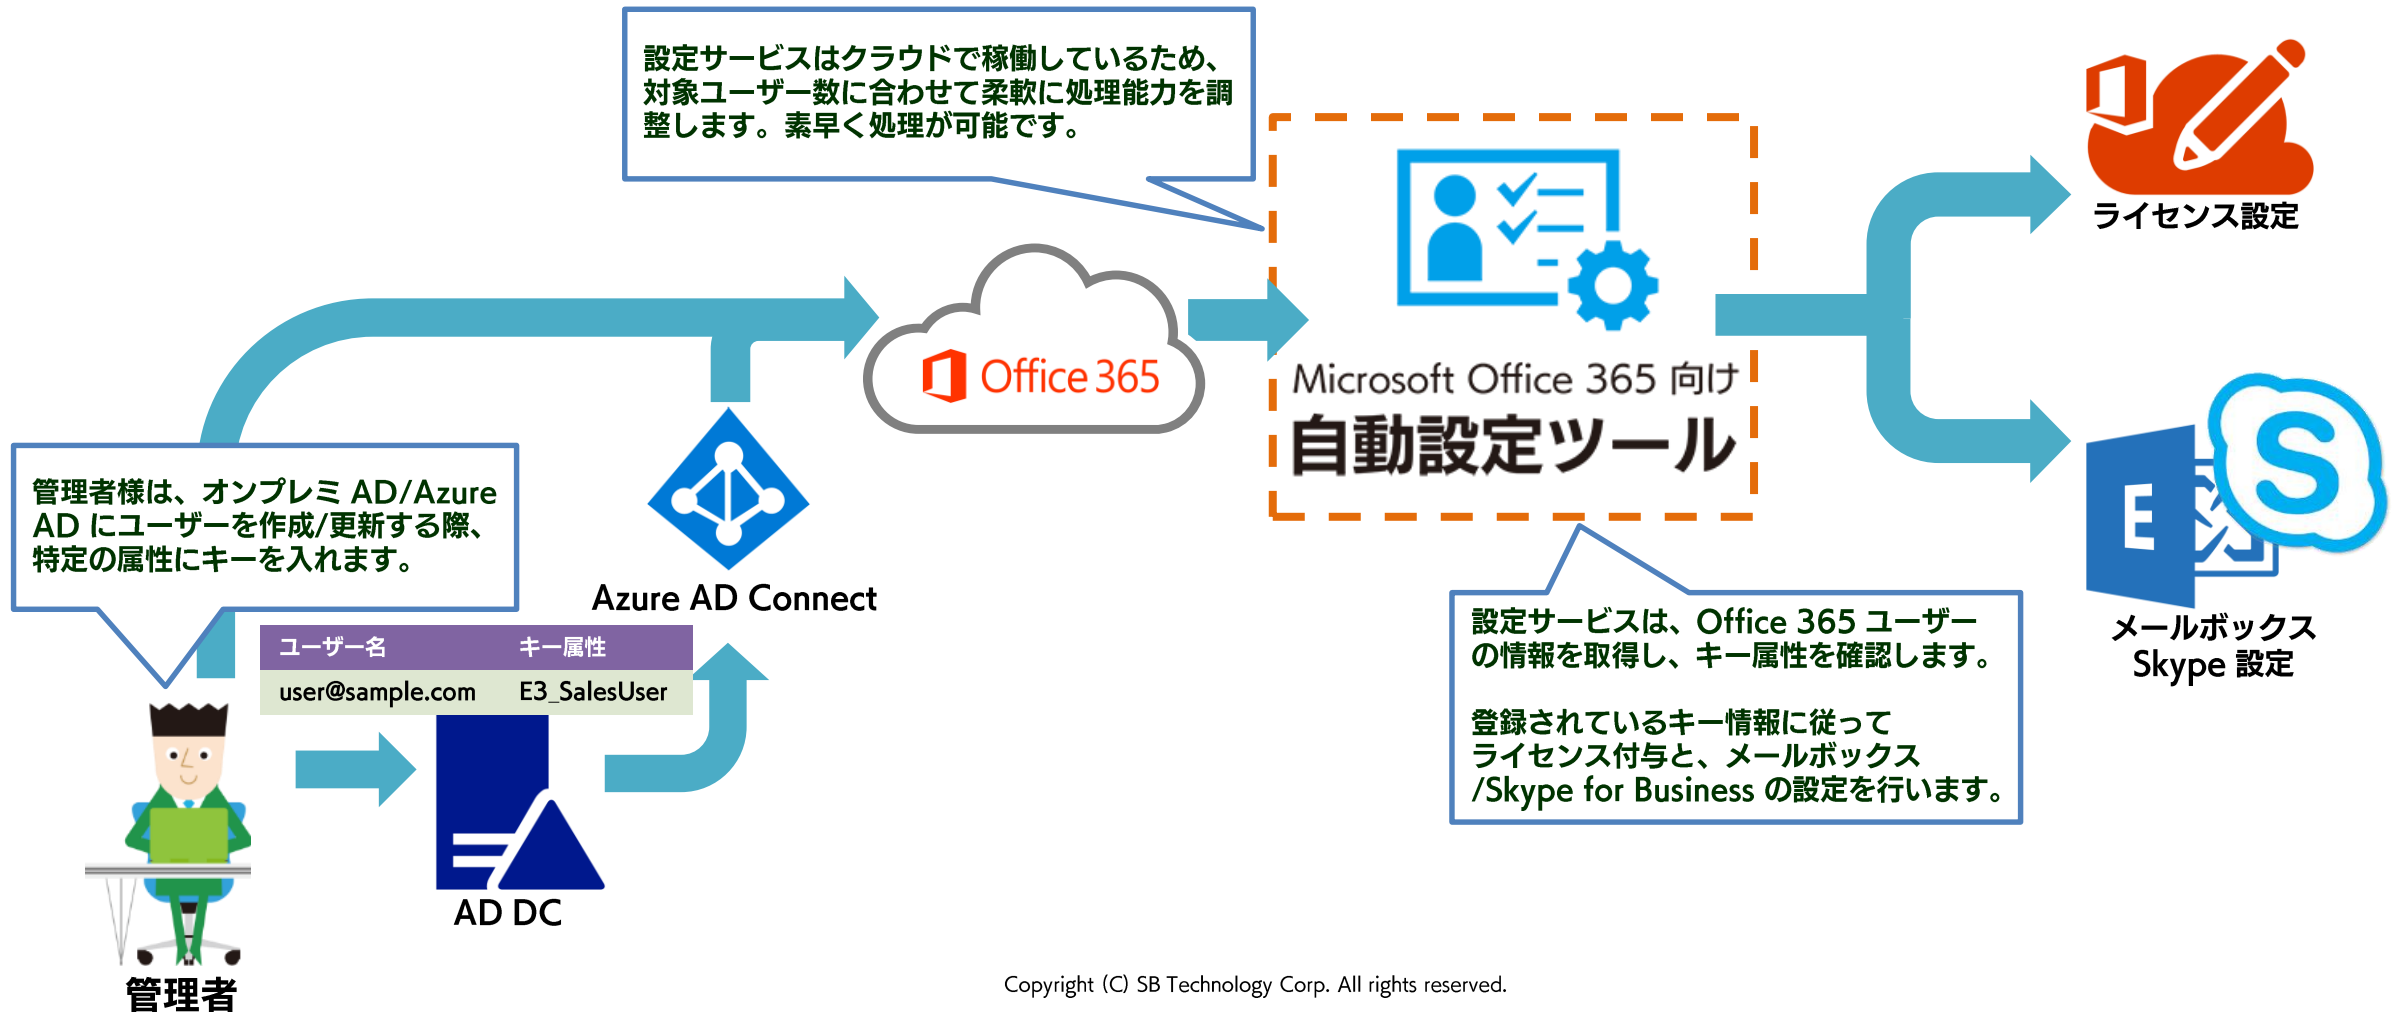 設定サービスはクラウドで稼働しているため、
対象ユーザー数に合わせて柔軟に処理能力を調
整します。素早く処理が可能です。
ライセンス設定
Office 365
Microsoft Office 365 向け
自動設定ツール
管理者様は、オンプレミ AD/Azure
AD にユーザーを作成/更新する際、
特定の属性にキーを入れます。
Azure AD Connect
ユーザー名 キー属性
user@sample.com E3_SalesUser
AD DC
管理者
S
E
メールボックス
Skype 設定
設定サービスは、Office 365 ユーザー
の情報を取得し、キー属性を確認します。
登録されているキー情報に従って
ライセンス付与と、メールボックス
/Skype for Business の設定を行います。
Copyright (C) SB Technology Corp. All rights reserved.